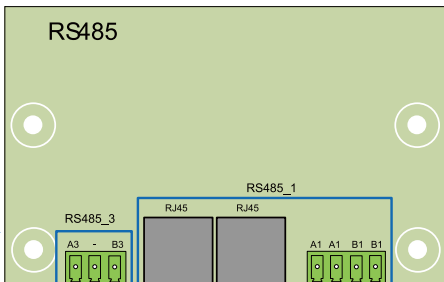 RS485
RS485_1
RJ45 RJ45
RS485_3
A3 - B3
A1 A1 B1 B1